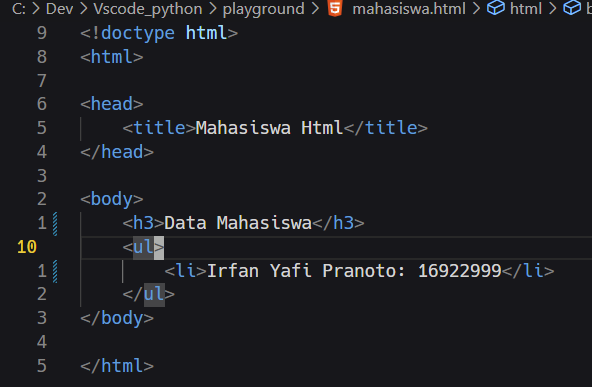 C: > Dev > Vscode_python > playground > mahasiswa.html > html > b
9 <!doctype html>
8 <html>
7
6 <head>
5 <title>Mahasiswa Html</title>
4 </head>
3
2 <body>
1 <h3>Data Mahasiswa</h3>
10 <ul>
1 <li>Irfan Yafi Pranoto: 16922999</li>
2 </ul>
3 </body>
4
5 </html>